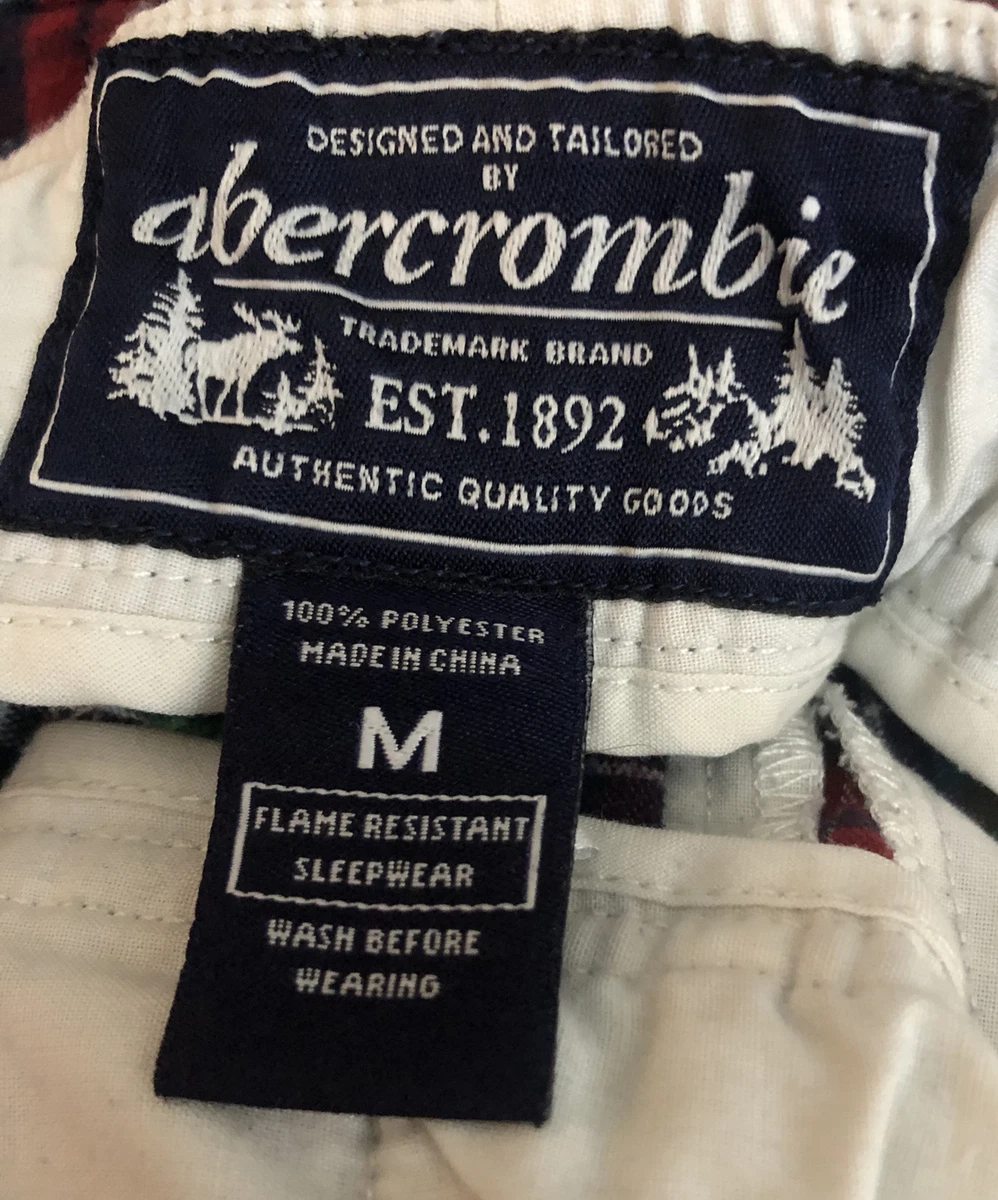 DESIGNED AND TAILORED
BY
abercrombie
TRADEMARK BRAND
EST.1892
AUTHENTIC QUALITY GOODS
100% POLYESTER
MADE IN CHINA
M
FLAME RESISTANT
SLEEPWEAR
WASH BEFORE
WEARING